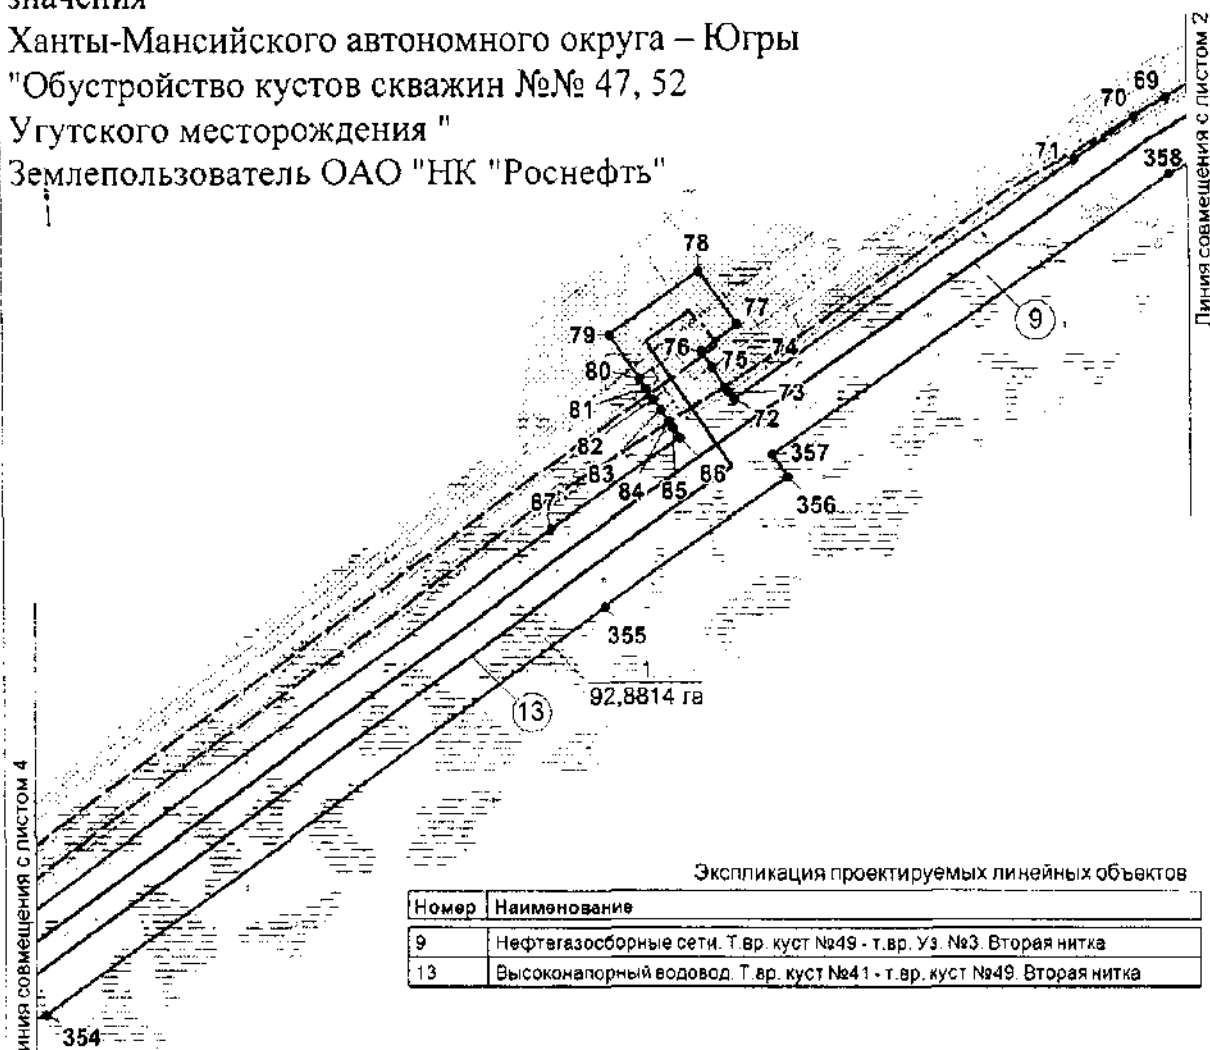 значения
Ханты-Мансийского автономного округа – Югры
"Обустройство кустов скважин №№ 47, 52
Угутского месторождения "
Землепользователь ОАО "НК "Роснефть"
Линия совмещения с листом 2
69
70
71
358
78
9
77
79
76
75
74
80
73
81
72
82
83
84
85
86
357
87
356
355
1
92,8814 га
13
совмещения с листом 4
354
Экспликация проектируемых линейных объектов
Номер Наименование
9 Нефтегазосборные сети. Т.вр. куст №49 - т.вр. Уз. №3. Вторая нитка
13 Высоконапорный водовод. Т.вр. куст №41 - т.вр. куст №49. Вторая нитка